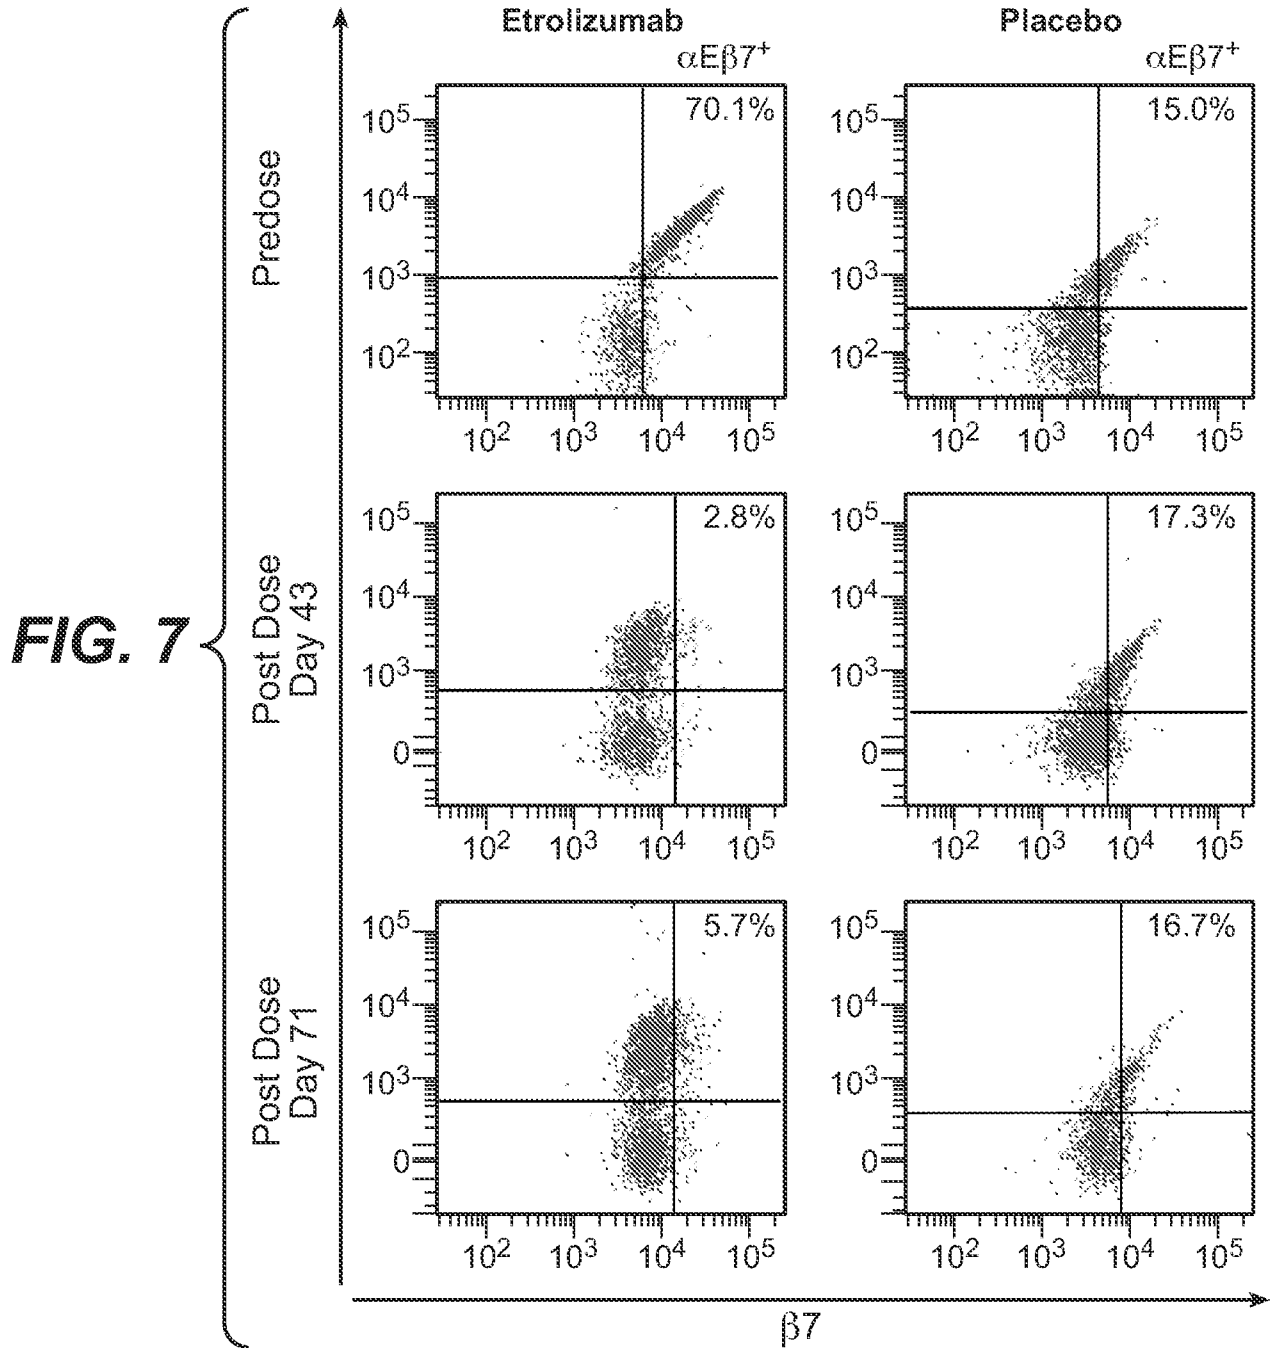 Etrolizumab
Placebo
αEβ7⁺
αEβ7⁺
Predose
70.1%
10⁵
10⁴
10³
10²
10² 10³ 10⁴ 10⁵
15.0%
10⁵
10⁴
10³
10²
10² 10³ 10⁴ 10⁵
FIG. 7
Post Dose
Day 43
2.8%
10⁵
10⁴
10³
0
10² 10³ 10⁴ 10⁵
17.3%
10⁵
10⁴
10³
0
10² 10³ 10⁴ 10⁵
Post Dose
Day 71
5.7%
10⁵
10⁴
10³
0
10² 10³ 10⁴ 10⁵
16.7%
10⁵
10⁴
10³
0
10² 10³ 10⁴ 10⁵
β7